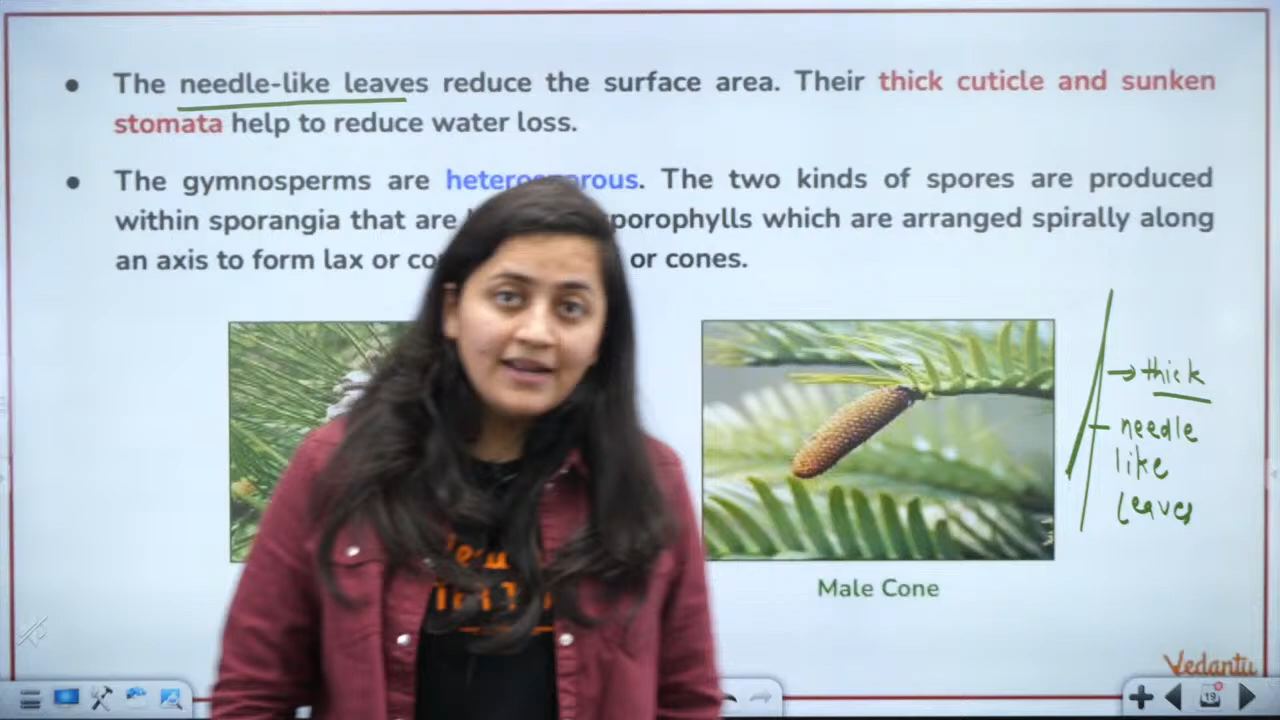 The needle-like leaves reduce the surface area. Their thick cuticle and sunken
stomata help to reduce water loss.
The gymnosperms are heterosporous. The two kinds of spores are produced
within sporangia that are sporophylls which are arranged spirally along
an axis to form lax or or cones.
→ thick
needle
like
leaves
Male Cone
Vedantu
19